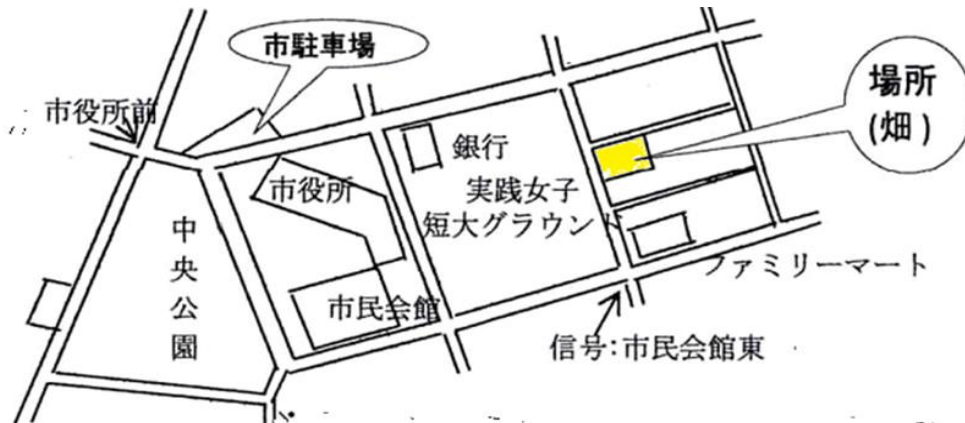 市駐車場
場所
(畑)
市役所前
銀行
市役所
実践女子
短大グラウンド
中央公園
ファミリーマート
市民会館
信号:市民会館東